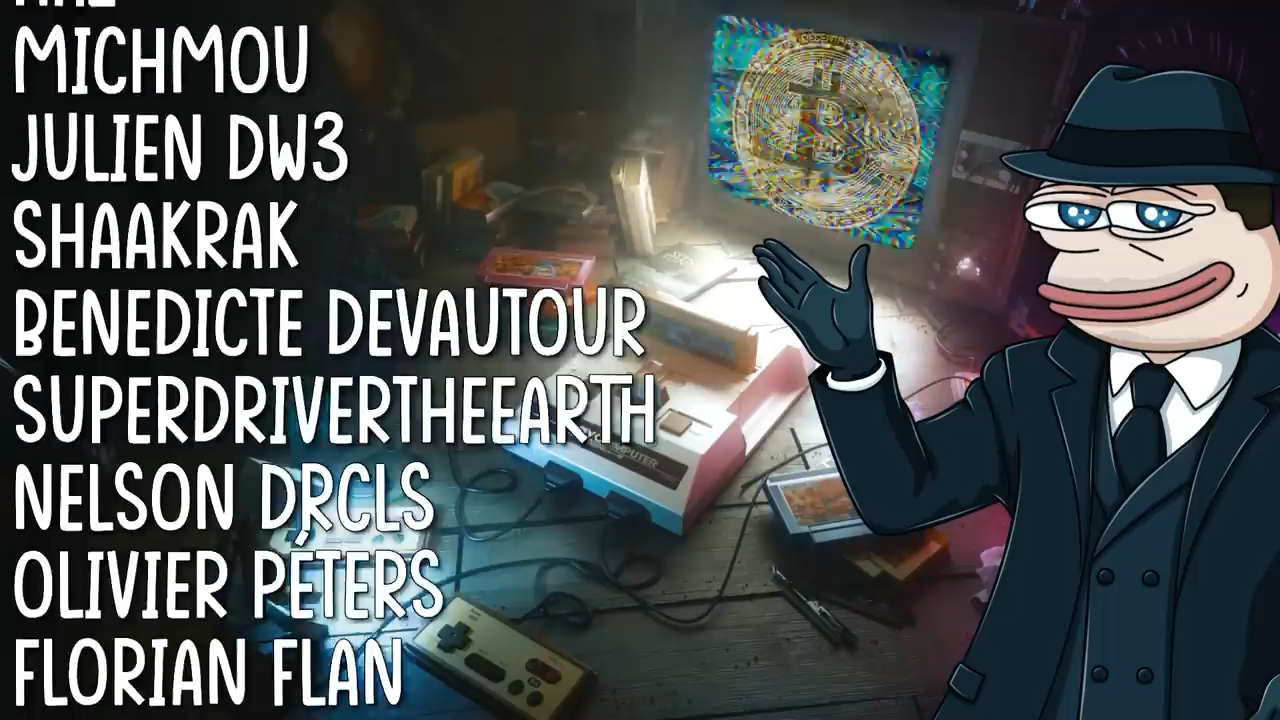 MICHMOU
JULIEN DW3
SHAAKRAK
BENEDICTE DEVAUTOUR
SUPERDRIVERTHEEARTH
NELSON DRCLS
OLIVIER PÉTERS
FLORIAN FLAN